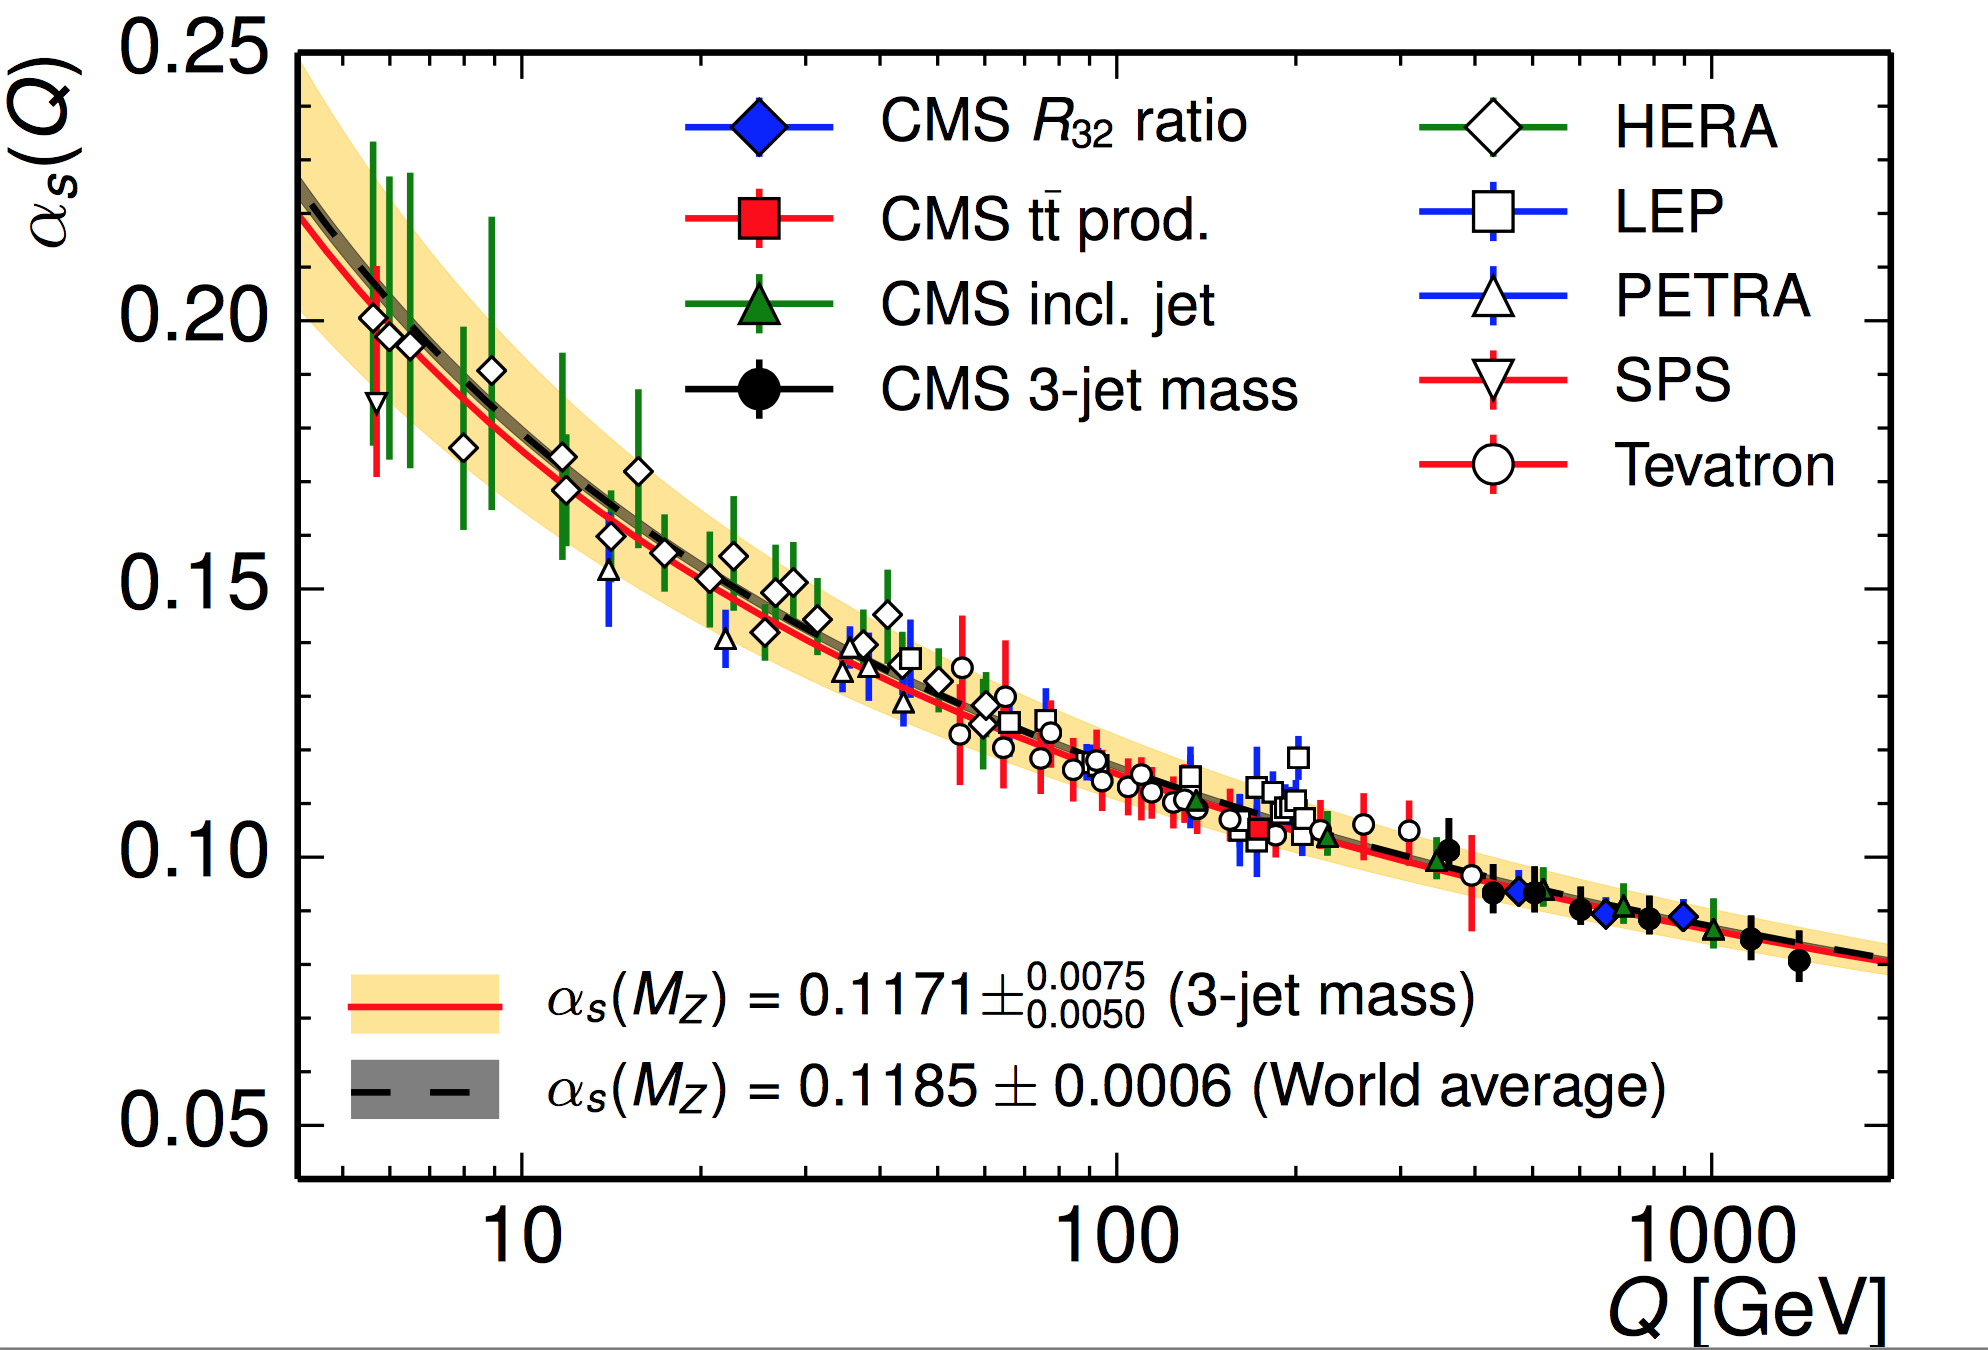 αs(Q)
0.25
0.20
0.15
0.10
0.05
CMS R32 ratio
CMS tt̄ prod.
CMS incl. jet
CMS 3-jet mass
HERA
LEP
PETRA
SPS
Tevatron
αs(MZ) = 0.1171±0.0075 0.0050 (3-jet mass)
αs(MZ) = 0.1185 ± 0.0006 (World average)
10 100 1000
Q [GeV]